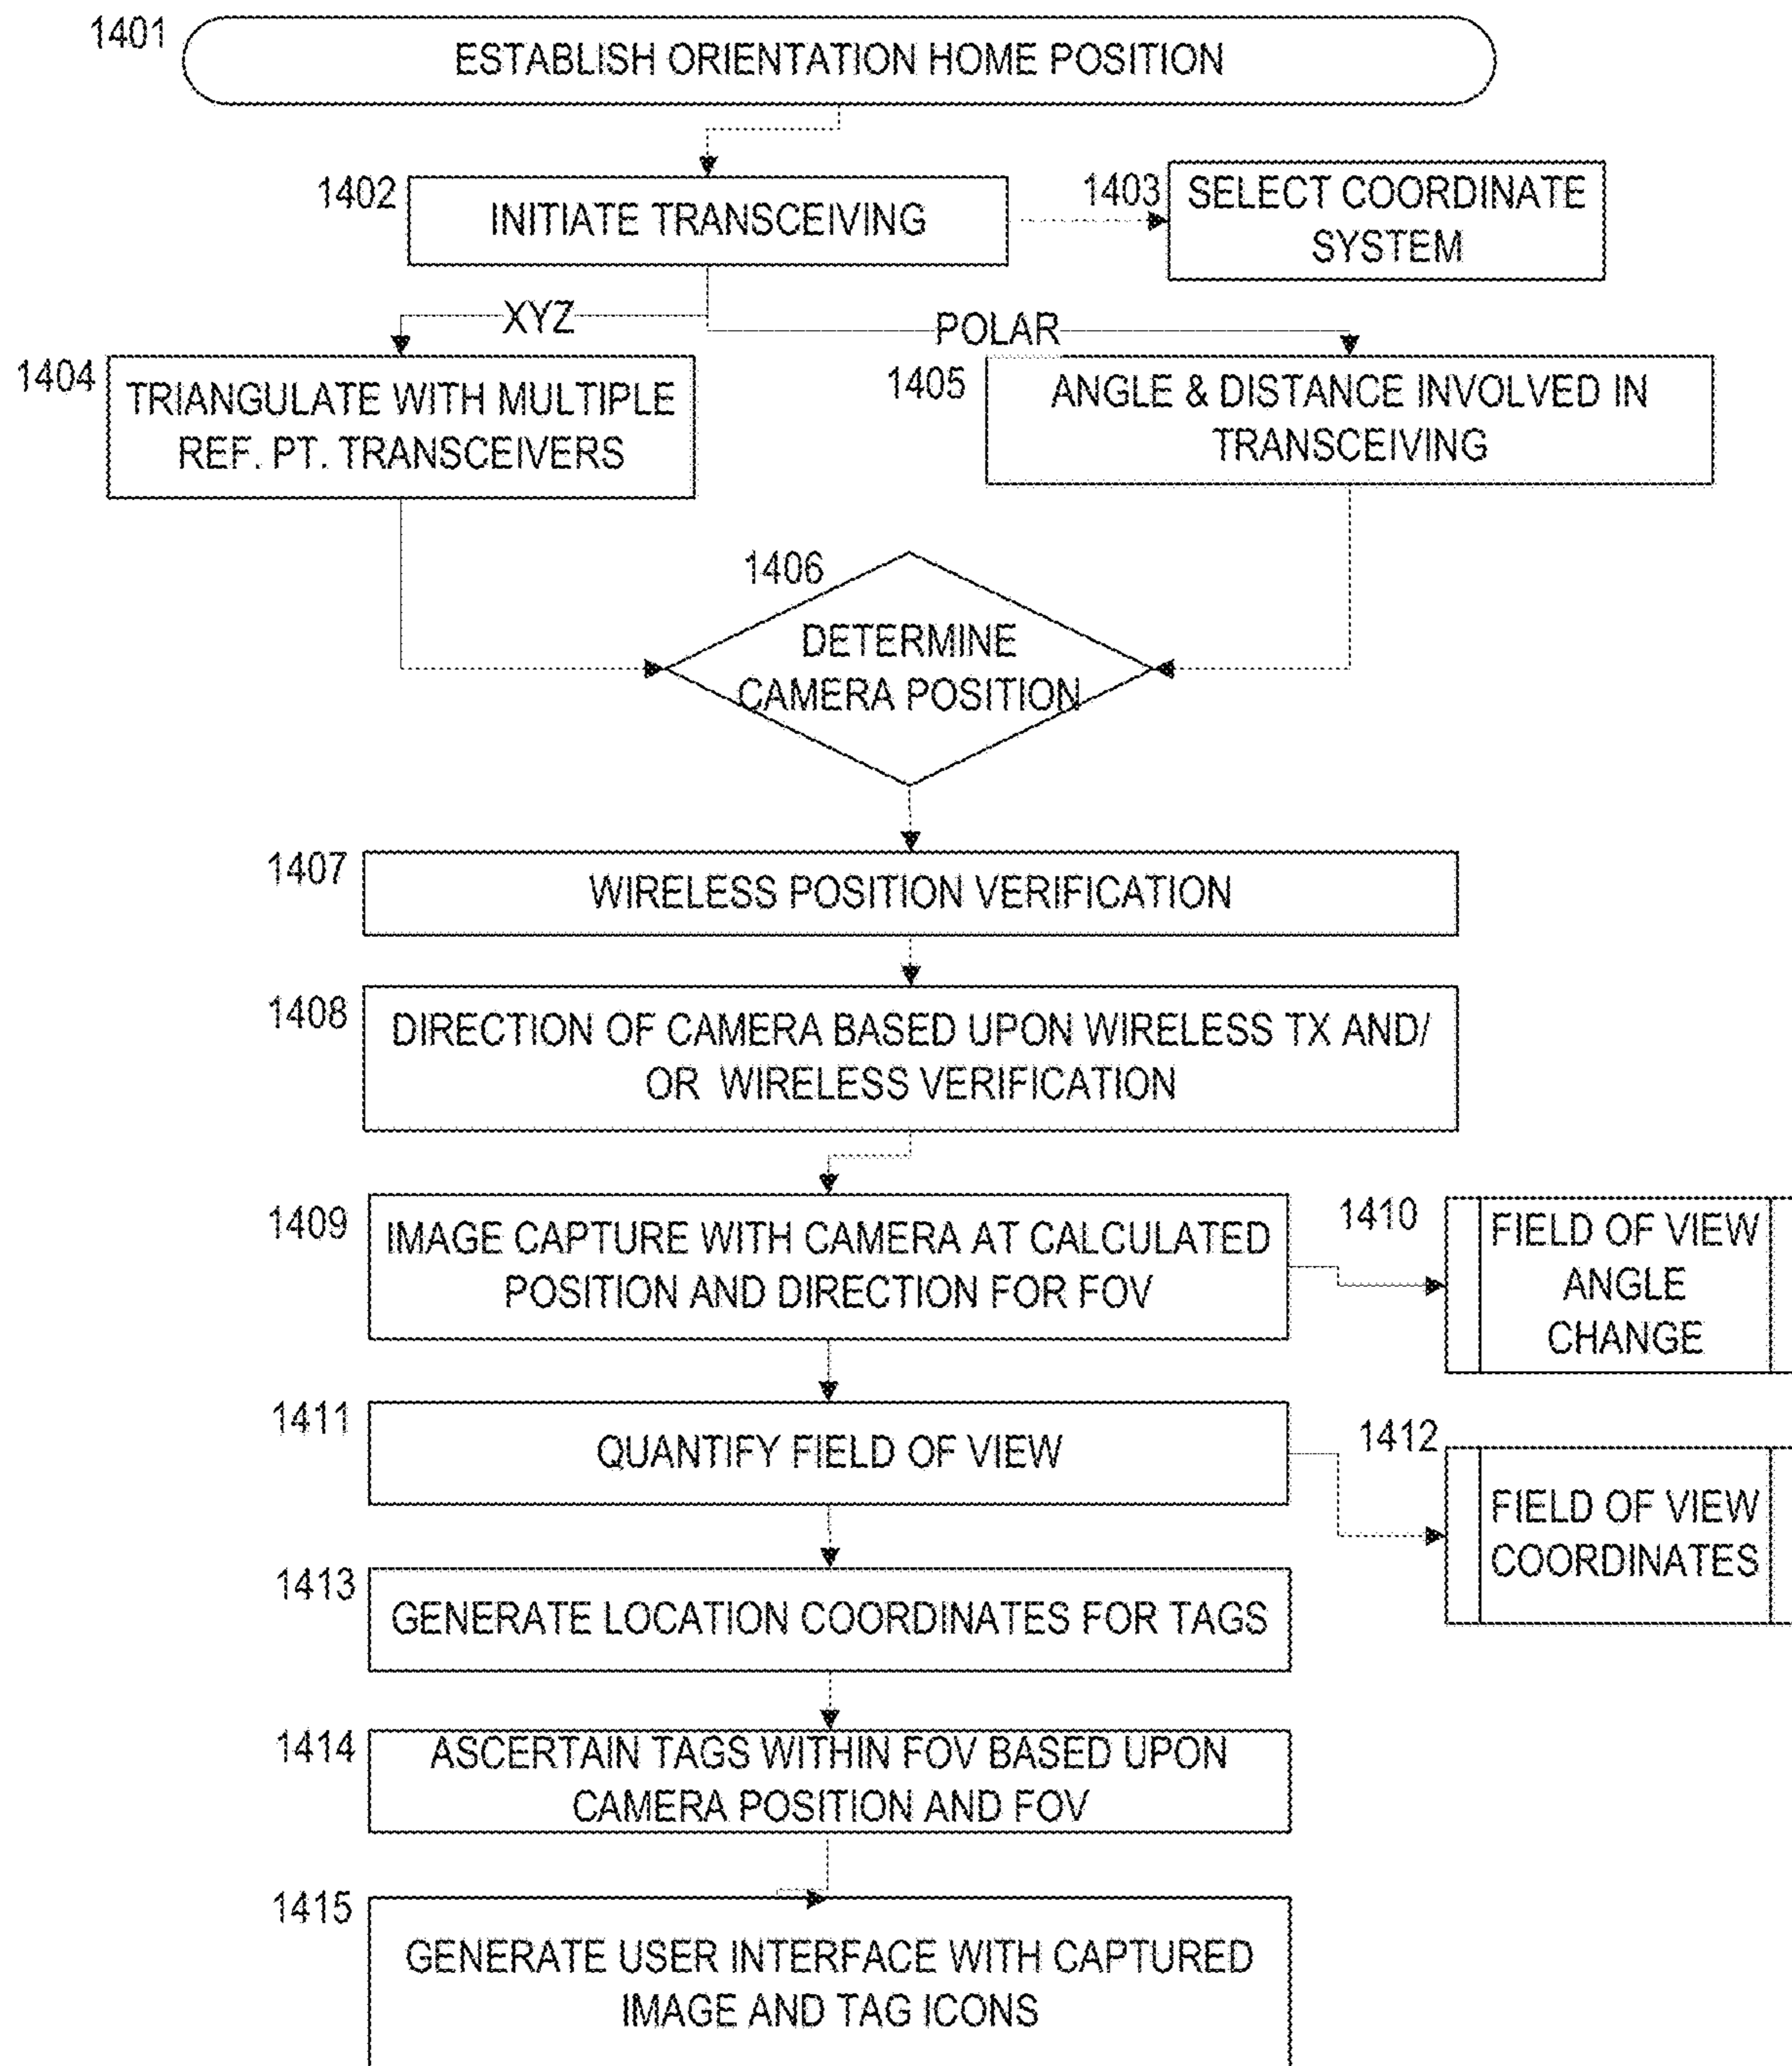 1401
ESTABLISH ORIENTATION HOME POSITION
1402
INITIATE TRANSCEIVING
1403
SELECT COORDINATE
SYSTEM
XYZ
POLAR
1404
TRIANGULATE WITH MULTIPLE
REF. PT. TRANSCEIVERS
1405
ANGLE & DISTANCE INVOLVED IN
TRANSCEIVING
1406
DETERMINE
CAMERA POSITION
1407
WIRELESS POSITION VERIFICATION
1408
DIRECTION OF CAMERA BASED UPON WIRELESS TX AND/
OR WIRELESS VERIFICATION
1409
IMAGE CAPTURE WITH CAMERA AT CALCULATED
POSITION AND DIRECTION FOR FOV
1410
FIELD OF VIEW
ANGLE
CHANGE
1411
QUANTIFY FIELD OF VIEW
1412
FIELD OF VIEW
COORDINATES
1413
GENERATE LOCATION COORDINATES FOR TAGS
1414
ASCERTAIN TAGS WITHIN FOV BASED UPON
CAMERA POSITION AND FOV
1415
GENERATE USER INTERFACE WITH CAPTURED
IMAGE AND TAG ICONS